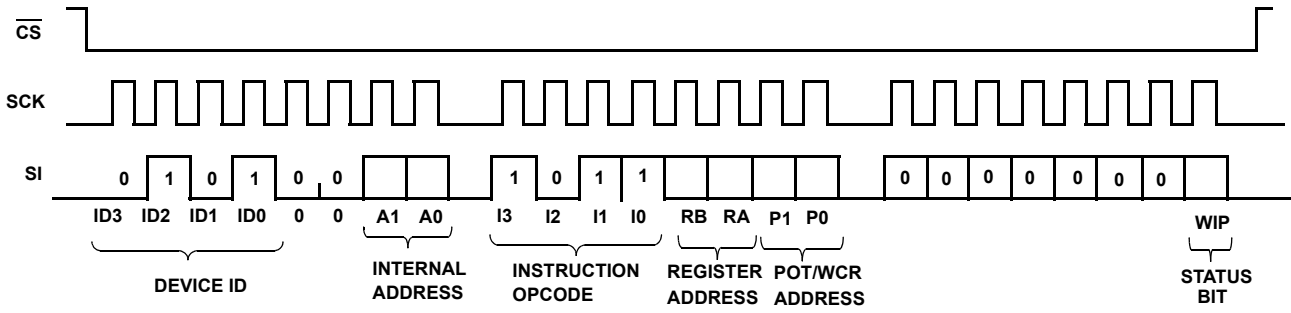 CS
SCK
SI
0 1 0 1 0 0 1 0 1 1 0 0 0 0 0 0 0
ID3 ID2 ID1 ID0 0 0 A1 A0 I3 I2 I1 I0 RB RA P1 P0 WIP
DEVICE ID
INTERNAL
ADDRESS
INSTRUCTION
OPCODE
REGISTER
ADDRESS
POT/WCR
ADDRESS
STATUS
BIT